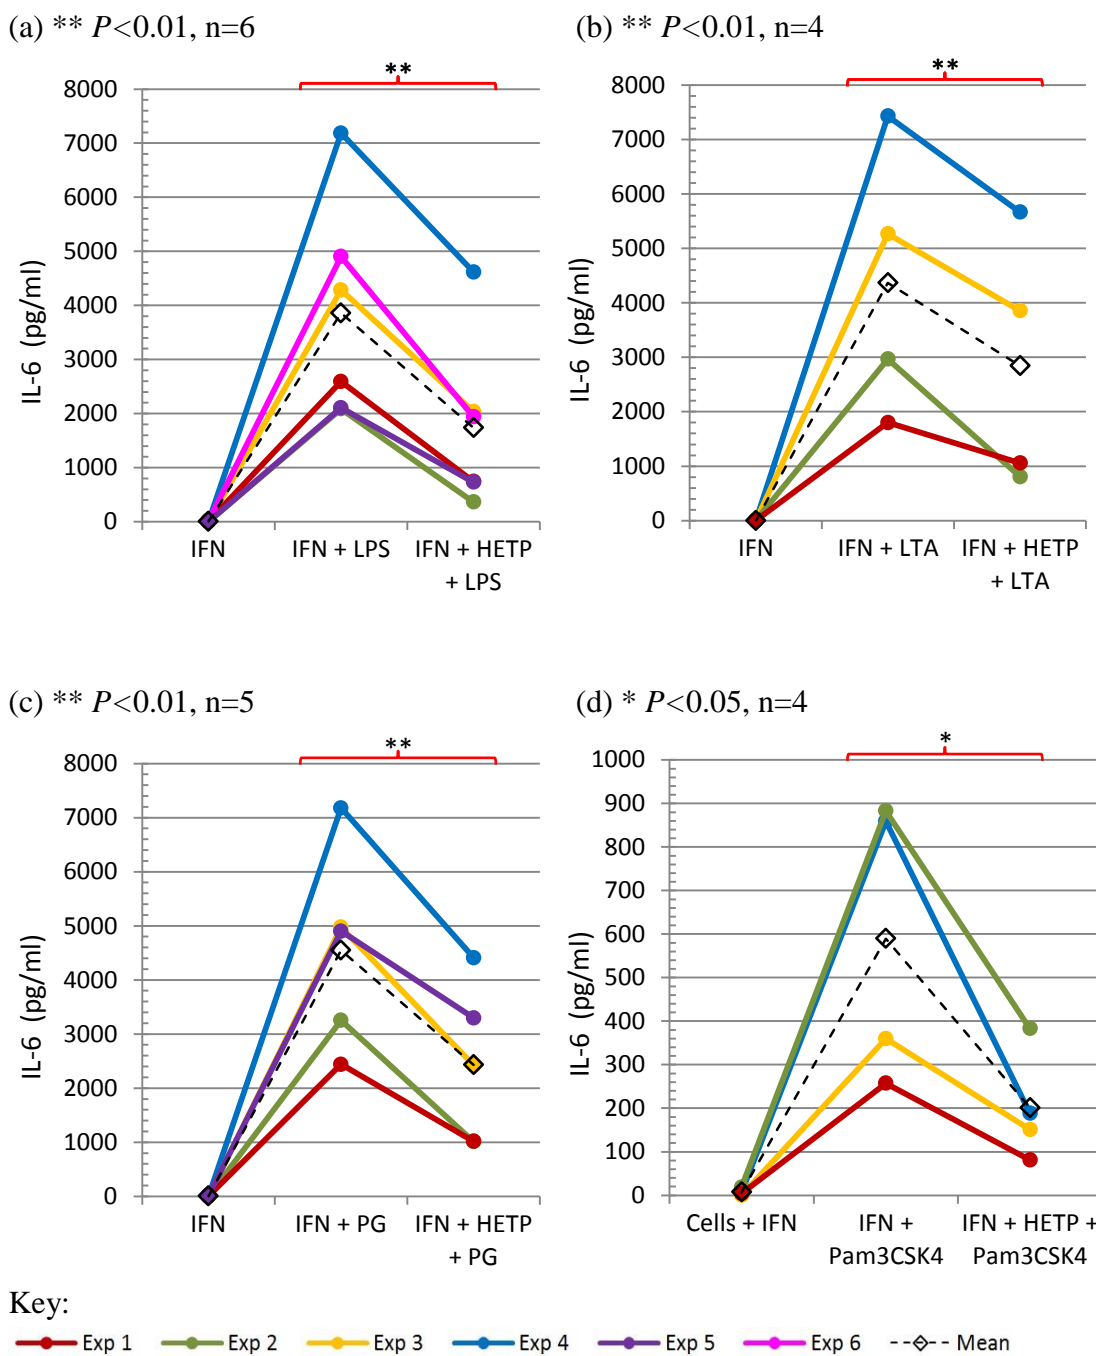 (a) ** P<0.01, n=6
**
8000
7000
6000
5000
4000
3000
2000
1000
0
IL-6 (pg/ml)
IFN
IFN + LPS
IFN + HETP
+ LPS
(b) ** P<0.01, n=4
**
8000
7000
6000
5000
4000
3000
2000
1000
0
IL-6 (pg/ml)
IFN
IFN + LTA
IFN + HETP
+ LTA
(c) ** P<0.01, n=5
**
8000
7000
6000
5000
4000
3000
2000
1000
0
IL-6 (pg/ml)
IFN
IFN + PG
IFN + HETP
+ PG
(d) * P<0.05, n=4
*
1000
900
800
700
600
500
400
300
200
100
0
IL-6 (pg/ml)
Cells + IFN
IFN +
Pam3CSK4
IFN + HETP +
Pam3CSK4
Key:
Exp 1 Exp 2 Exp 3 Exp 4 Exp 5 Exp 6 Mean